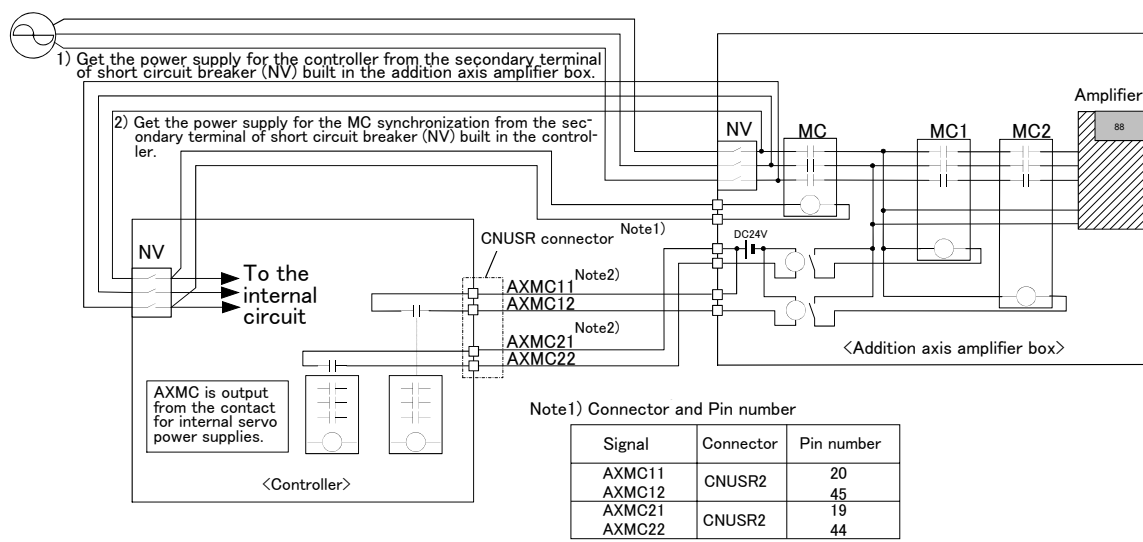 1) Get the power supply for the controller from the secondary terminal
of short circuit breaker (NV) built in the addition axis amplifier box.
2) Get the power supply for the MC synchronization from the sec-
ondary terminal of short circuit breaker (NV) built in the control-
ler.
Amplifier
88
NV
MC
MC1
MC2
DC24V
<Addition axis amplifier box>
NV
To the
internal
circuit
CNUSR connector
Note1)
AXMC11
Note2)
AXMC12
AXMC21
Note2)
AXMC22
AXMC is output
from the contact
for internal servo
power supplies.
<Controller>
Note1) Connector and Pin number
Signal Connector Pin number
AXMC11 CNUSR2 20
AXMC12 45
AXMC21 CNUSR2 19
AXMC22 44